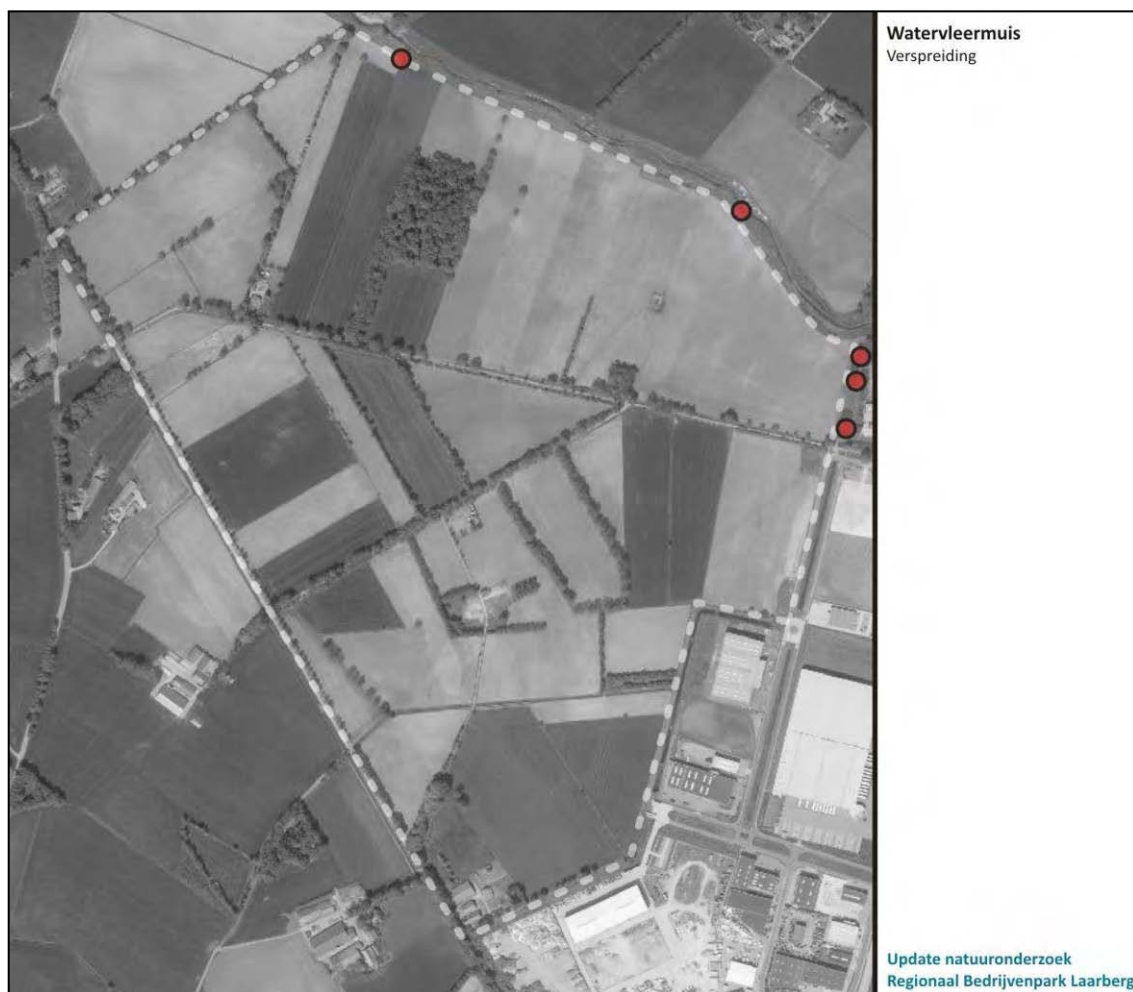 Watervleermuis
Verspreiding
Update natuuronderzoek
Regionaal Bedrijvenpark Laarberg